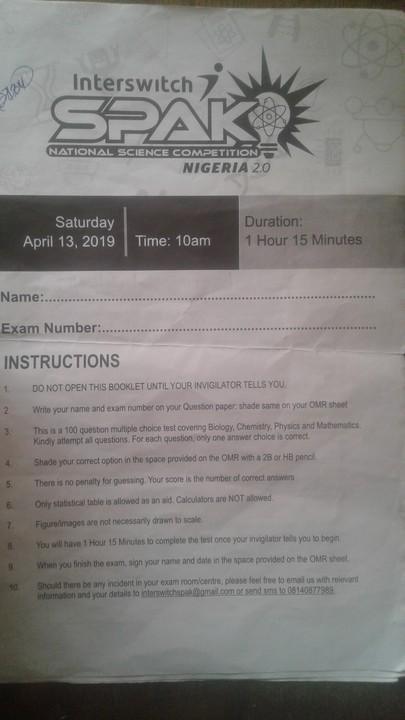 Interswitch
SPAK
NATIONAL SCIENCE COMPETITION
NIGERIA 2.0
Saturday
April 13, 2019
Time: 10am
Duration:
1 Hour 15 Minutes
Name:
Exam Number:
INSTRUCTIONS
1. DO NOT OPEN THIS BOOKLET UNTIL YOUR INVIGILATOR TELLS YOU.
2 Write your name and exam number on your Question paper: shade same on your OMR sheet
3. This is a 100 question multiple choice test covering Biology, Chemistry, Physics and Mathematics.
Kindly attempt all questions. For each question, only one answer choice is correct.
4. Shade your correct option in the space provided on the OMR with a 2B or HB pencil.
5. There is no penalty for guessing. Your score is the number of correct answers
6. Only statistical table is allowed as an aid. Calculators are NOT allowed.
7. Figure/images are not necessarily drawn to scale.
8. You will have 1 Hour 15 Minutes to complete the test once your invigilator tells you to begin.
9. When you finish the exam, sign your name and date in the space provided on the OMR sheet.
10. Should there be any incident in your exam room/centre, please feel free to email us with relevant
information and your details to interswitchspak@gmail.com or send sms to 08140877989.